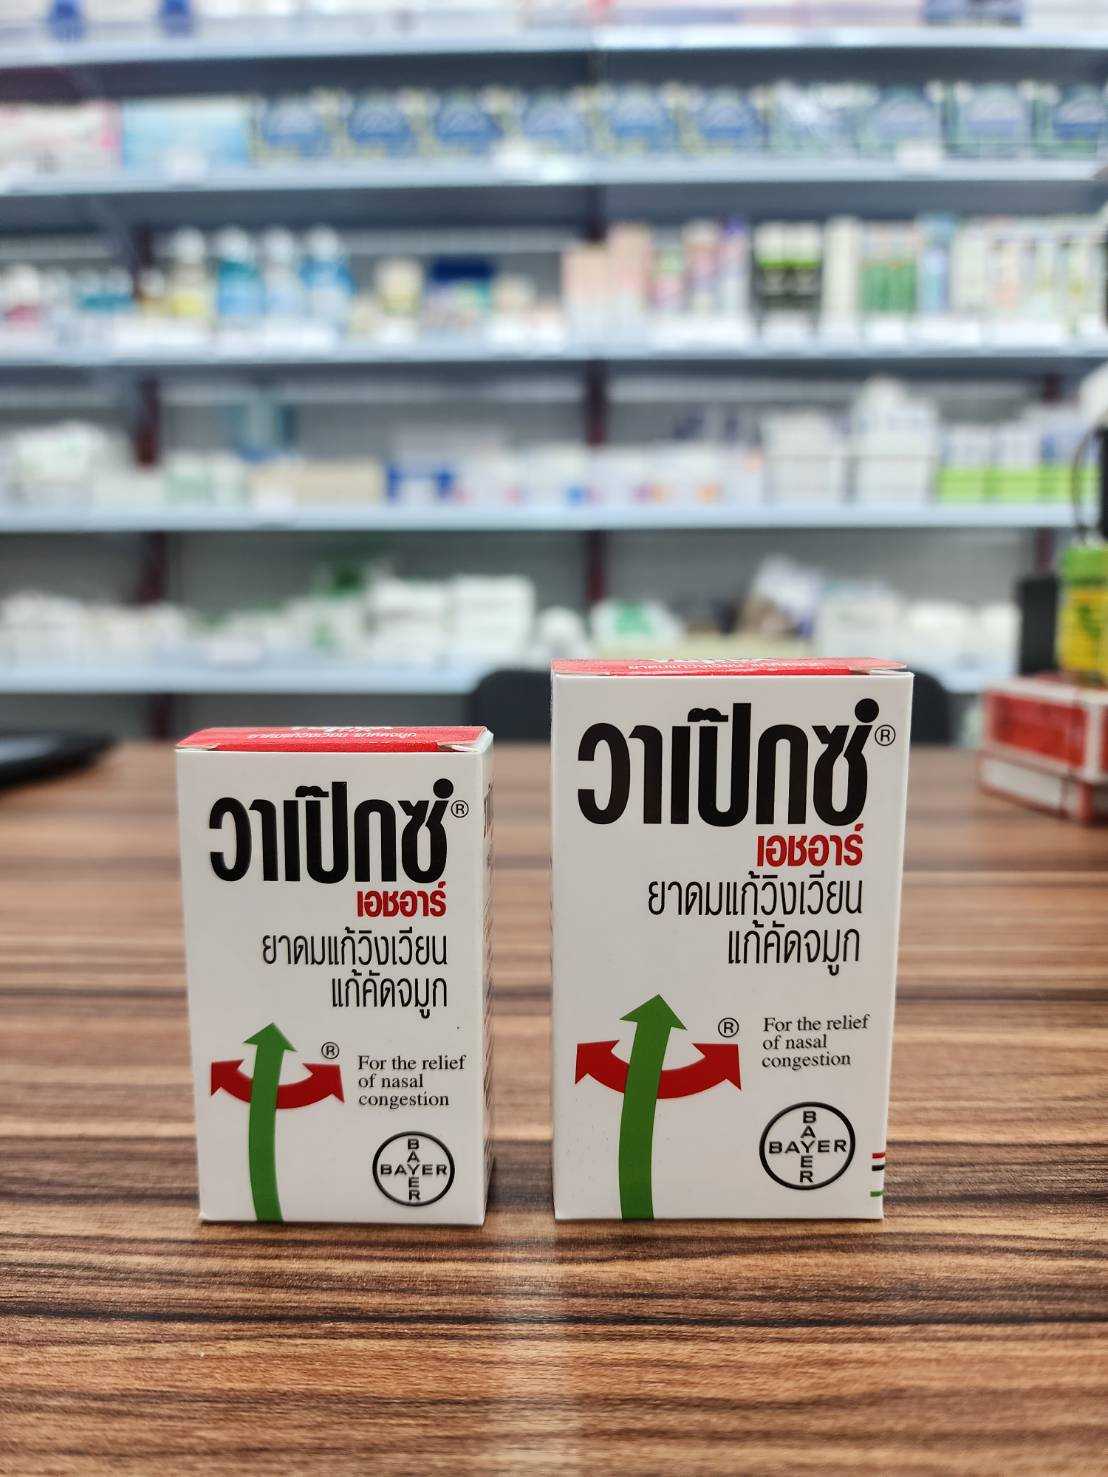 วาเป๊กซ์®
เอชอาร์
ยาดมแก้วิงเวียน
แก้คัดจมูก
®
For the relief
of nasal
congestion
BAYER
BAYER
วาเป๊กซ์®
เอชอาร์
ยาดมแก้วิงเวียน
แก้คัดจมูก
®
For the relief
of nasal
congestion
BAYER
BAYER